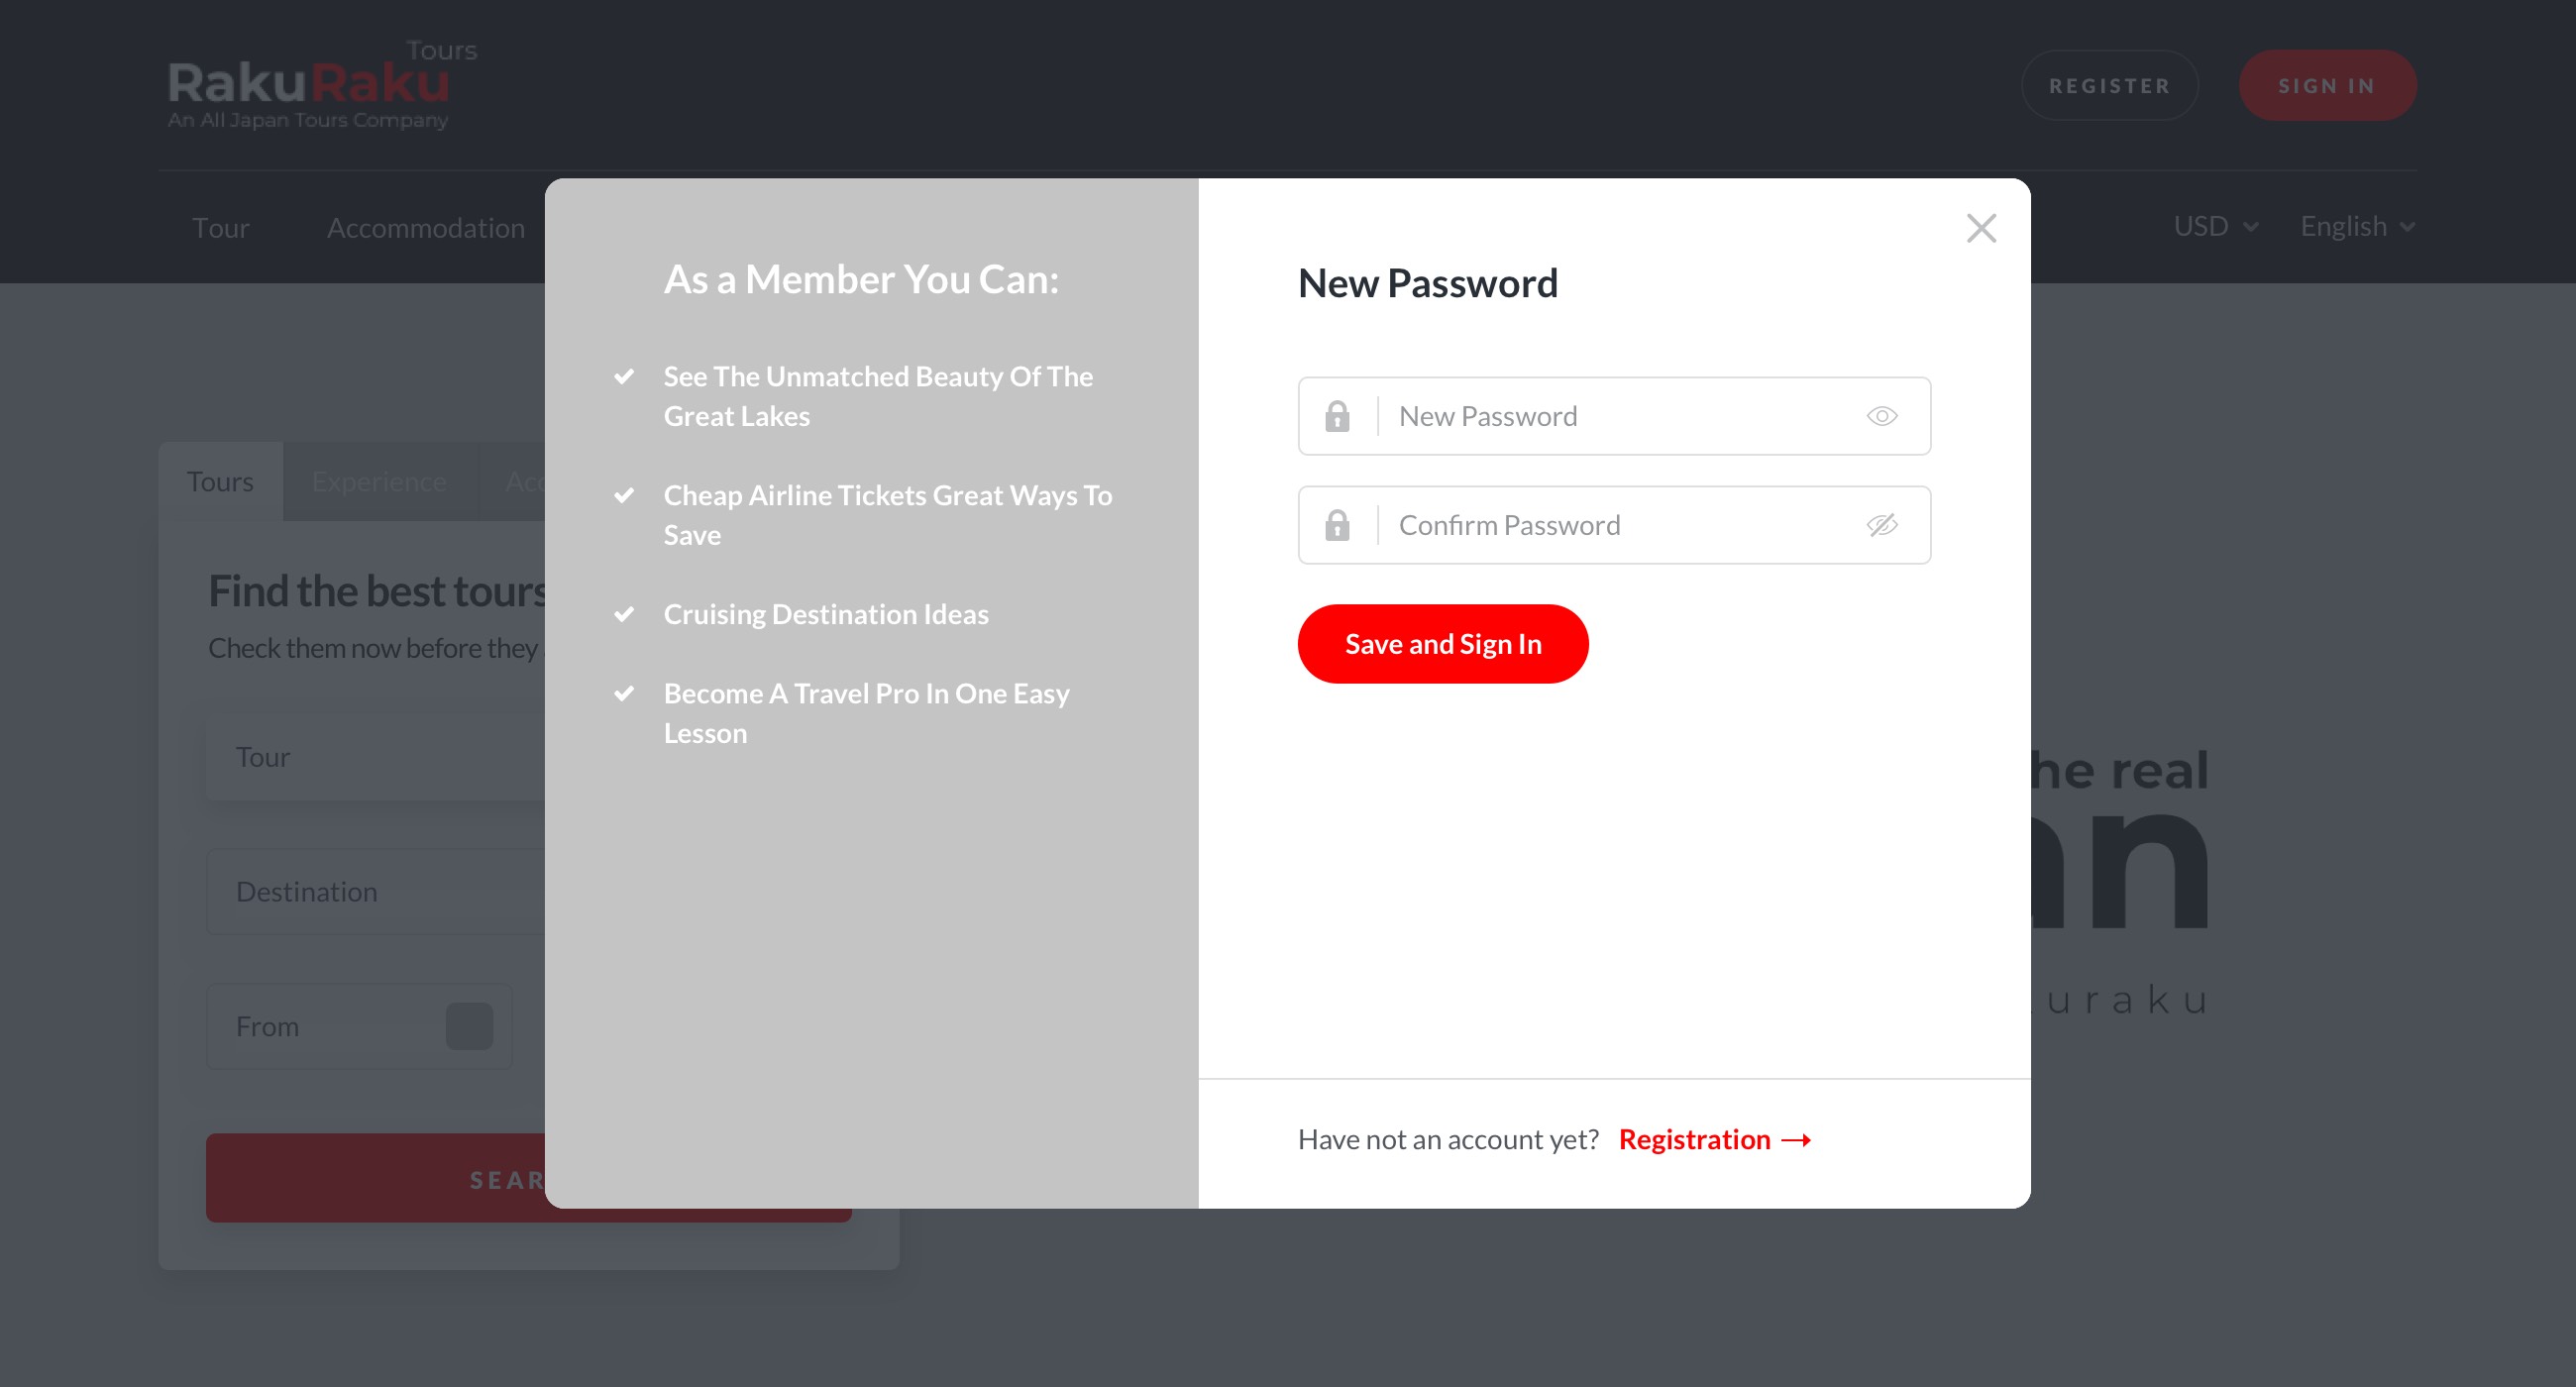 Tours
RakuRaku
An All Japan Tours Company
REGISTER
SIGN IN
Tour
Accommodation
USD
English
As a Member You Can:
See The Unmatched Beauty Of The
Great Lakes
Cheap Airline Tickets Great Ways To
Save
Cruising Destination Ideas
Become A Travel Pro In One Easy
Lesson
New Password
New Password
Confirm Password
Save and Sign In
Have not an account yet? Registration
Tours
Experience
Find the best tours
Check them now before they
Tour
Destination
From
he real
an
uraku